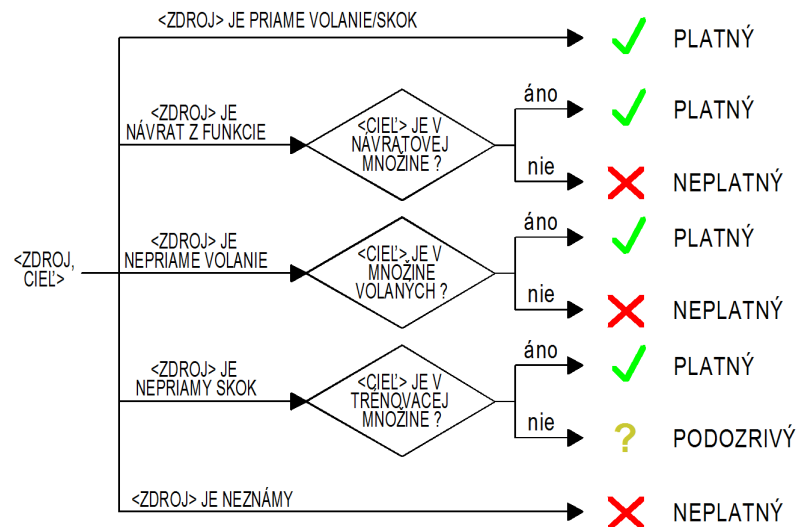 <ZDROJ> JE PRIAME VOLANIE/SKOK
PLATNÝ
<ZDROJ> JE
NÁVRAT Z FUNKCIE
<CIEĽ> JE V
NÁVRATOVEJ
MNOŽINE ?
áno
PLATNÝ
nie
NEPLATNÝ
<ZDROJ,
CIEĽ>
<ZDROJ> JE
NEPRIAME VOLANIE
<CIEĽ> JE V
MNOŽINE
VOLANÝCH ?
áno
PLATNÝ
nie
NEPLATNÝ
<ZDROJ> JE
NEPRIAMY SKOK
<CIEĽ> JE V
TRÉNOVACEJ
MNOŽINE ?
áno
PLATNÝ
nie
?
PODOZRIVÝ
<ZDROJ> JE NEZNÁMY
NEPLATNÝ